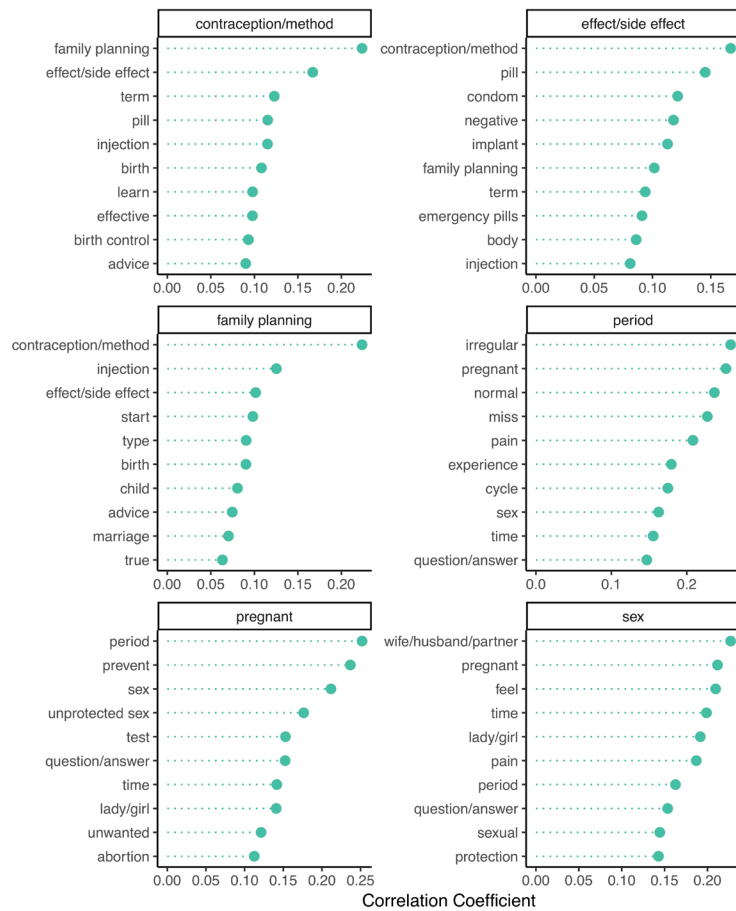 contraception/method
family planning
effect/side effect
term
pill
injection
birth
learn
effective
birth control
advice
0.00 0.05 0.10 0.15 0.20
effect/side effect
contraception/method
pill
condom
negative
implant
family planning
term
emergency pills
body
injection
0.00 0.05 0.10 0.15
family planning
contraception/method
injection
effect/side effect
start
type
birth
child
advice
marriage
true
0.00 0.05 0.10 0.15 0.20
period
irregular
pregnant
normal
miss
pain
experience
cycle
sex
time
question/answer
0.0 0.1 0.2
pregnant
period
prevent
sex
unprotected sex
test
question/answer
time
lady/girl
unwanted
abortion
0.00 0.05 0.10 0.15 0.20 0.25
sex
wife/husband/partner
pregnant
feel
time
lady/girl
pain
period
question/answer
sexual
protection
0.00 0.05 0.10 0.15 0.20
Correlation Coefficient